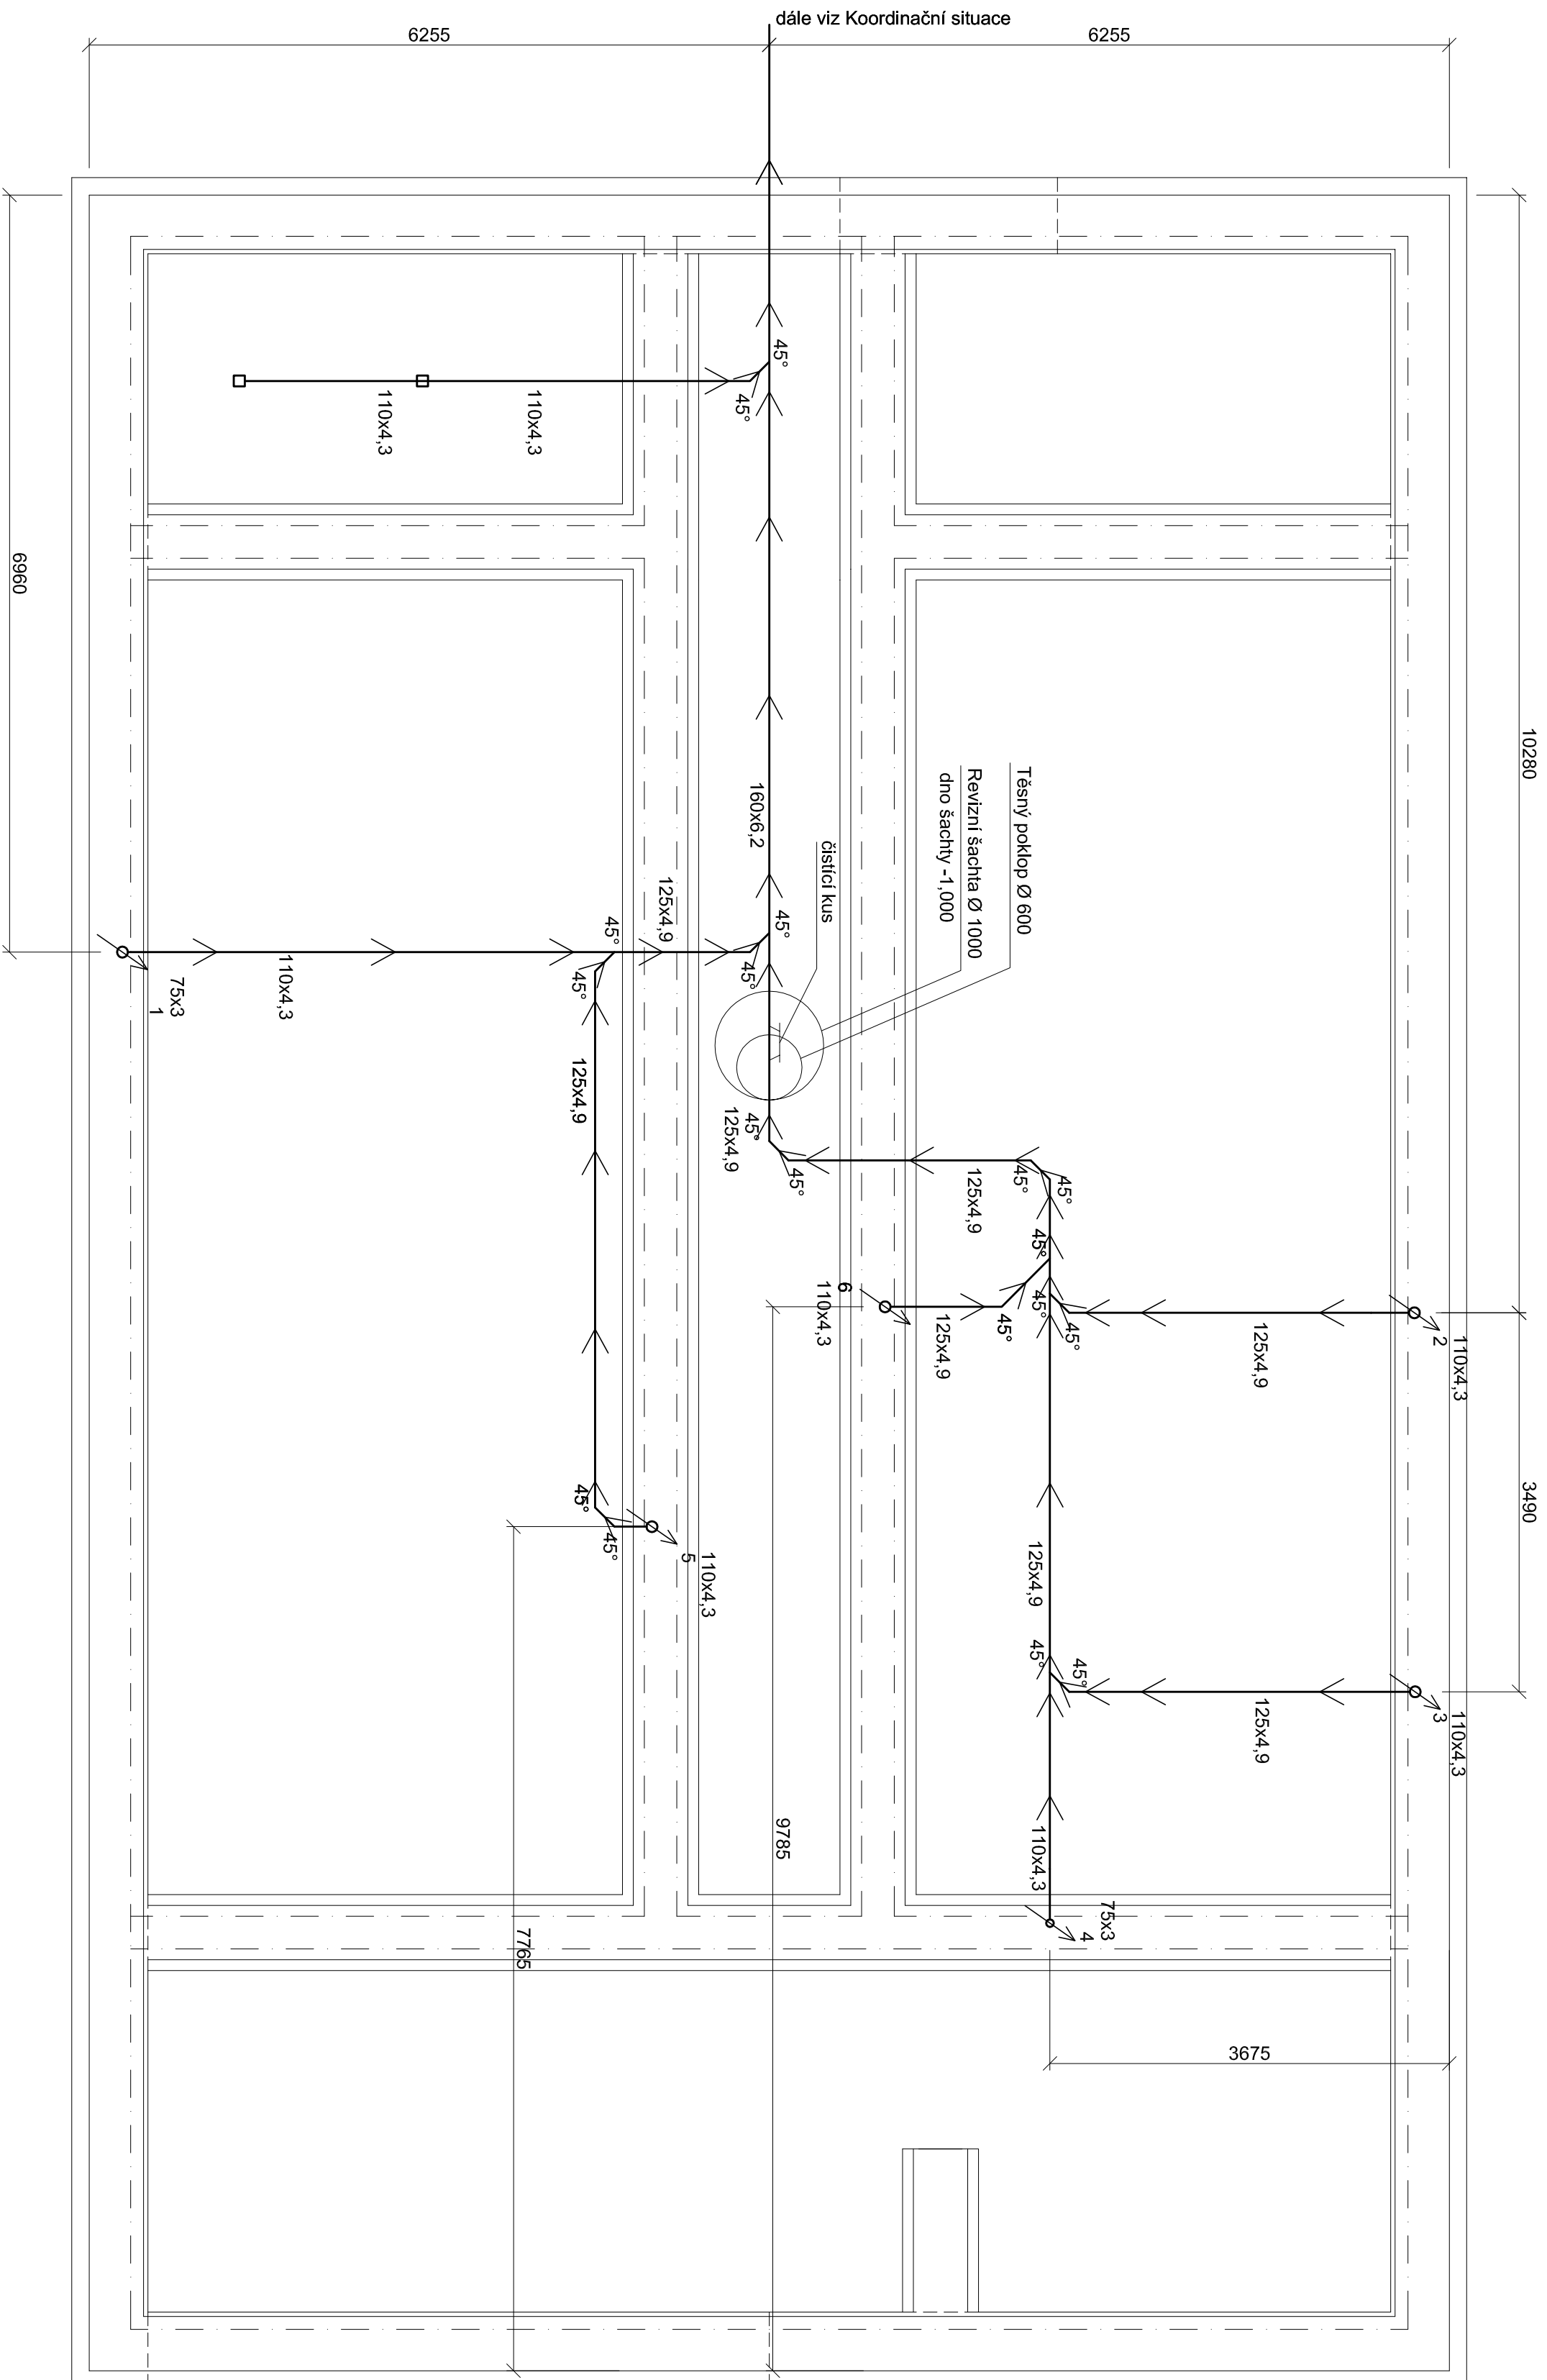 dále viz Koordinační situace
6255
6255
10280
6960
45°
45°
110x4,3
110x4,3
Těsný poklop Ø 600
Revizní šachta Ø 1000
dno šachty -1,000
čistící kus
160x6,2
125x4,9
45°
45°
45°
45°
75x3
1
110x4,3
125x4,9
45°
125x4,9
45°
125x4,9
45°
45°
45°
45°
45°
6
110x4,3
125x4,9
45°
125x4,9
2
110x4,3
3490
45°
45°
5
110x4,3
125x4,9
45°
45°
125x4,9
3
110x4,3
9785
110x4,3
75x3
4
7765
3675